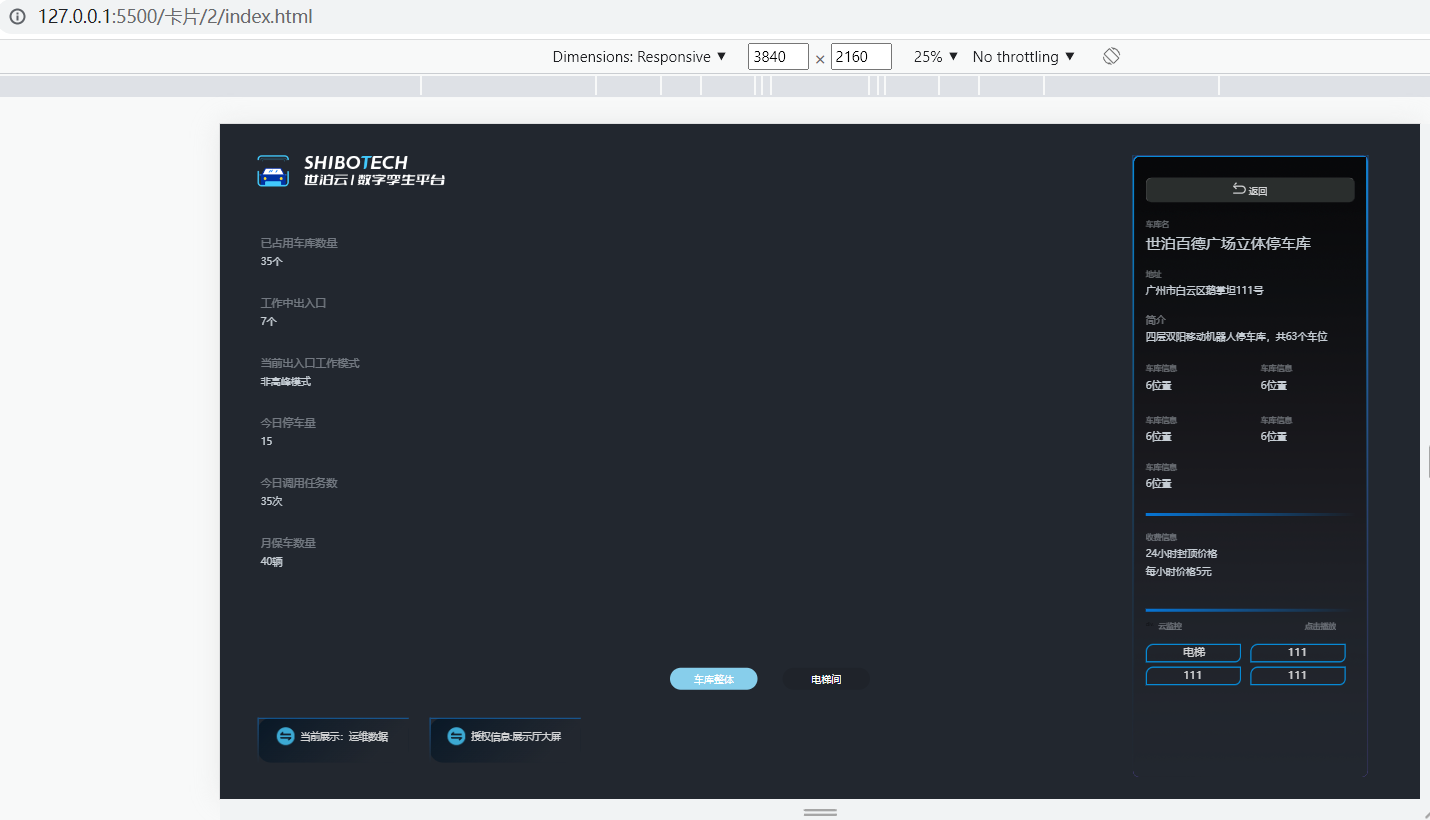 127.0.0.1:5500/卡片/2/index.html
Dimensions: Responsive ▼ 3840 × 2160 25% ▼ No throttling ▼
SHIBOTECH
世泊云 | 数字孪生平台
已占用车库数量
35个
工作中出入口
7个
当前出入口工作模式
非高峰模式
今日停车量
15
今日调用任务数
35次
月保车数量
40辆
车库整体 电梯间
当前展示：运维数据 授权信息:展示厅大屏
返回
车库名
世泊百德广场立体停车库
地址
广州市白云区鹅掌坦111号
简介
四层双阳移动机器人停车库，共63个车位
车库信息 车库信息
6位置 6位置
车库信息 车库信息
6位置 6位置
车库信息
6位置
收费信息
24小时封顶价格
每小时价格5元
云监控 点击播放
电梯 111
111 111